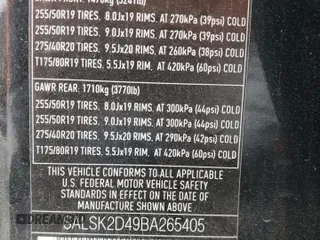 1470kg (3241lb)
255/50R19 TIRES. 8.0Jx19 RIMS. AT 270kPa (39psi) COLD
255/50R19 TIRES. 9.0Jx19 RIMS. AT 270kPa (39psi) COLD
275/40R20 TIRES. 9.5Jx20 RIMS. AT 260kPa (38psi) COLD
T175/80R19 TIRES. 5.5Jx19 RIM. AT 420kPa (60psi) COLD
GAWR REAR: 1710kg (3770lb)
255/50R19 TIRES. 8.0Jx19 RIMS. AT 300kPa (44psi) COLD
255/50R19 TIRES. 9.0Jx19 RIMS. AT 300kPa (44psi) COLD
275/40R20 TIRES. 9.5Jx20 RIMS. AT 290kPa (42psi) COLD
T175/80R19 TIRES. 5.5Jx19 RIM. AT 420kPa (60psi) COLD
THIS VEHICLE CONFORMS TO ALL APPLICABLE
U.S. FEDERAL MOTOR VEHICLE SAFETY
STANDARDS IN EFFECT ON THE DATE OF
SALSK2D49BA265405